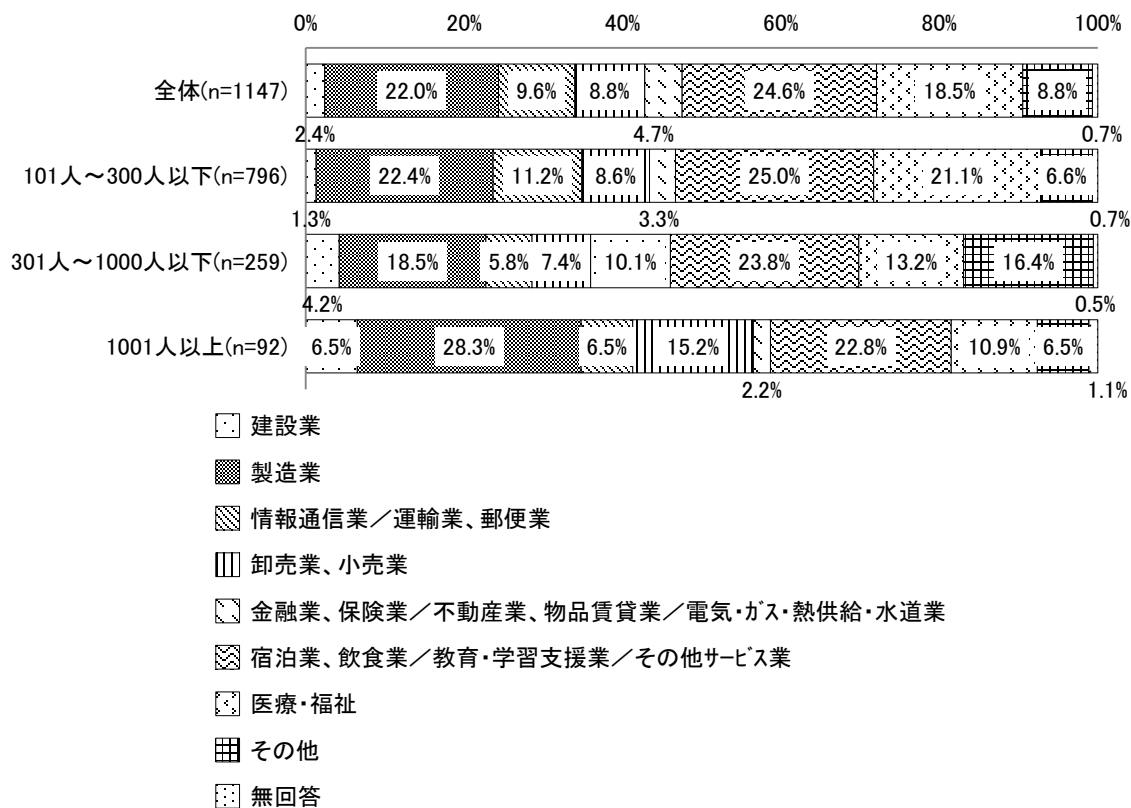 0% 20% 40% 60% 80% 100%
全体(n=1147) 22.0% 9.6% 8.8% 24.6% 18.5% 8.8%
2.4% 4.7% 0.7%
101人～300人以下(n=796) 22.4% 11.2% 8.6% 25.0% 21.1% 6.6%
1.3% 3.3% 0.7%
301人～1000人以下(n=259) 18.5% 5.8% 7.4% 10.1% 23.8% 13.2% 16.4%
4.2% 0.5%
1001人以上(n=92) 6.5% 28.3% 6.5% 15.2% 22.8% 10.9% 6.5%
2.2% 1.1%
建設業
製造業
情報通信業／運輸業、郵便業
卸売業、小売業
金融業、保険業／不動産業、物品賃貸業／電気・ガス・熱供給・水道業
宿泊業、飲食業／教育・学習支援業／その他サービス業
医療・福祉
その他
無回答